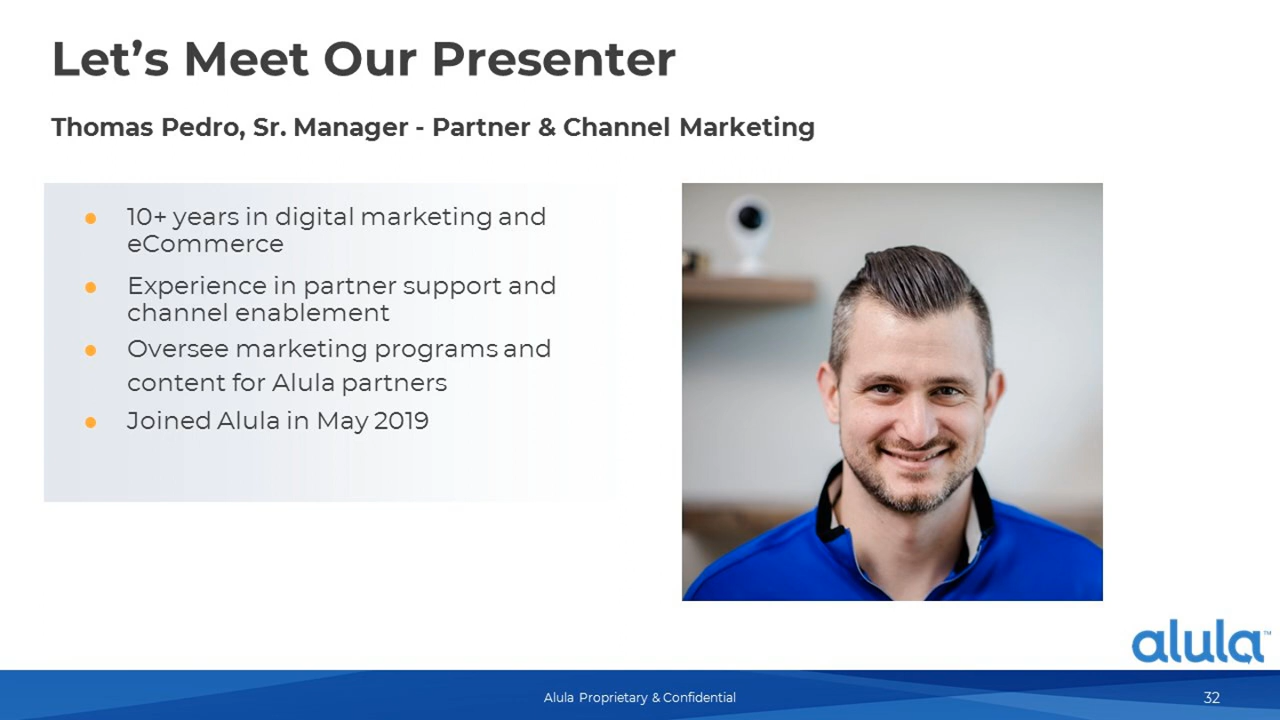 Let’s Meet Our Presenter
Thomas Pedro, Sr. Manager - Partner & Channel Marketing
10+ years in digital marketing and
eCommerce
Experience in partner support and
channel enablement
Oversee marketing programs and
content for Alula partners
Joined Alula in May 2019
alula™
Alula Proprietary & Confidential
32